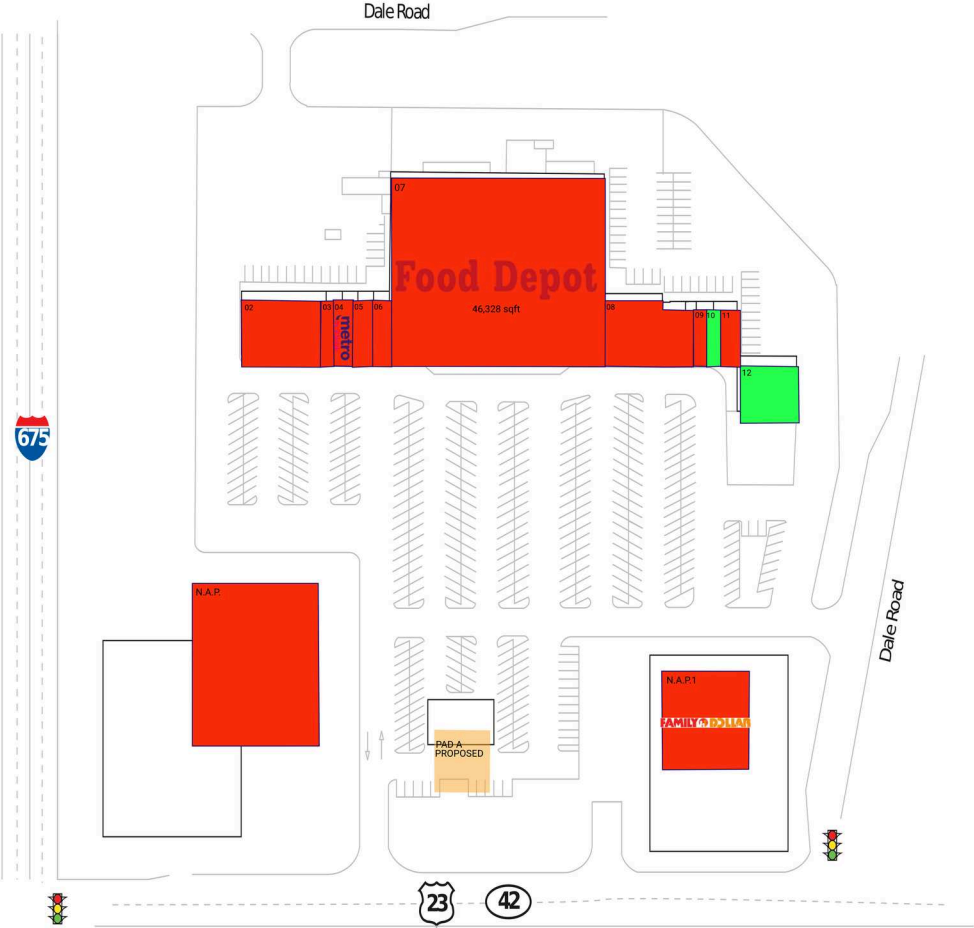 Dale Road
07
Food Depot
46,328 sqft
02
03
04
05
06
metro
08
09
10
11
12
675
N.A.P.
Dale Road
N.A.P.1
FAMILY DOLLAR
PAD A
PROPOSED
23
42